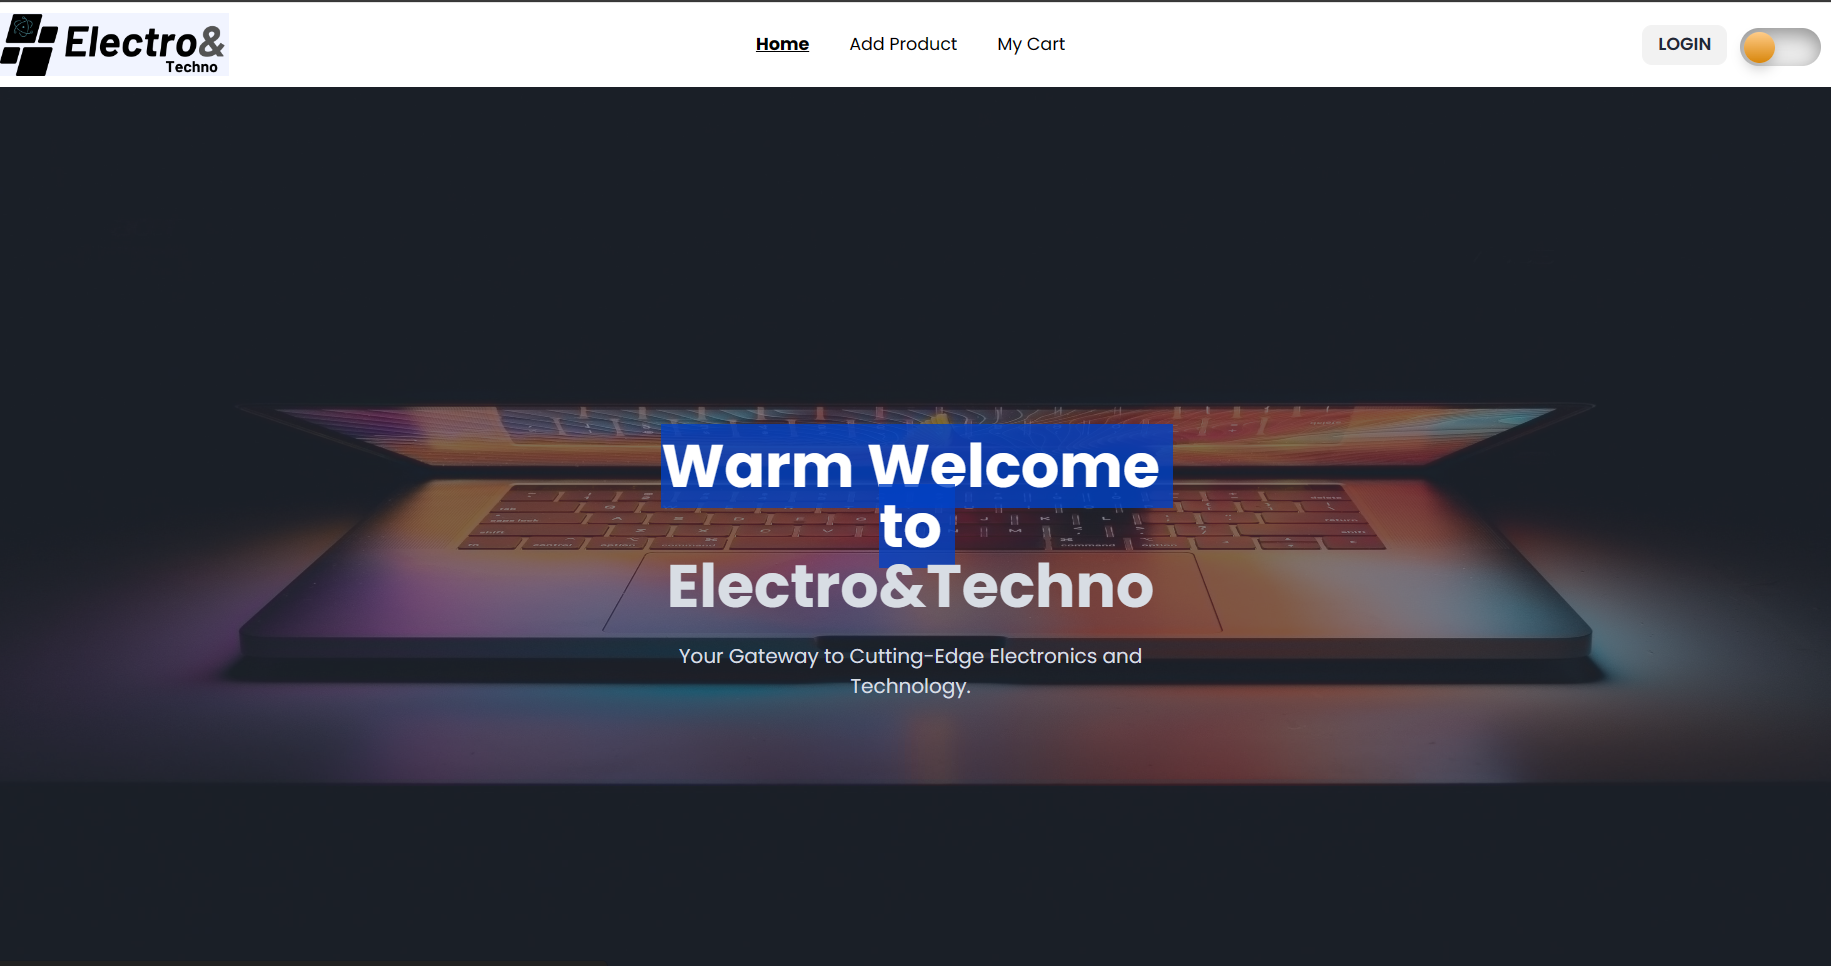 Electro&
Techno
Home
Add Product
My Cart
LOGIN
Warm Welcome
to
Electro&Techno
Your Gateway to Cutting-Edge Electronics and
Technology.